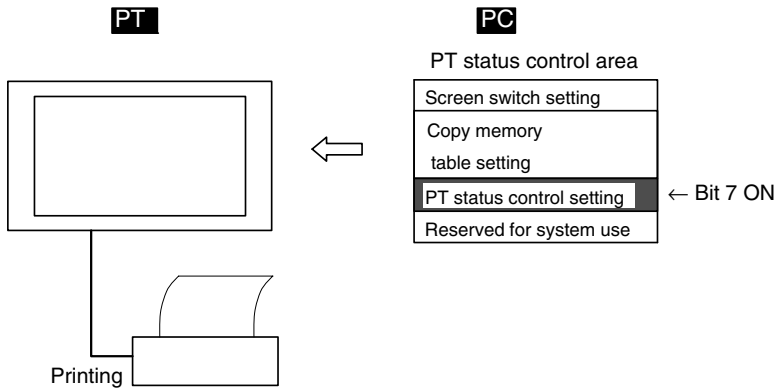 PT
PC
PT status control area
Screen switch setting
Copy memory
table setting
PT status control setting
← Bit 7 ON
Reserved for system use
Printing